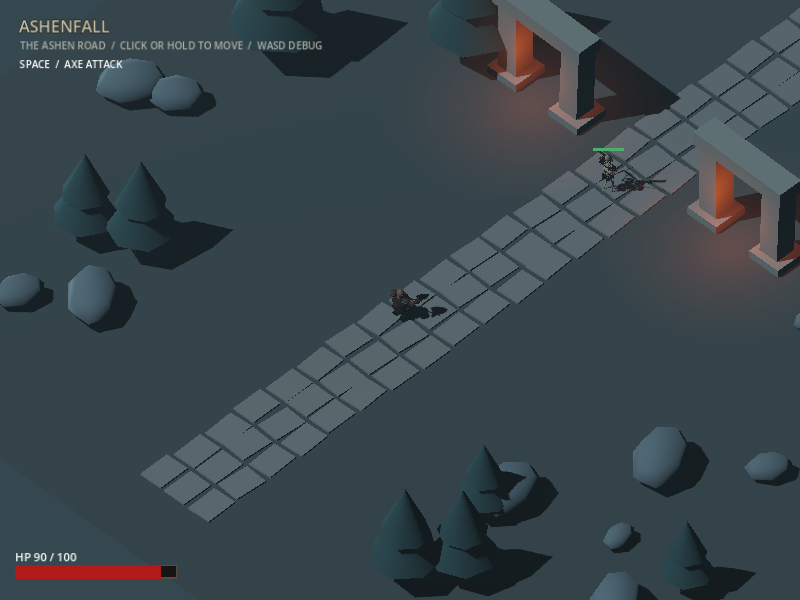 ASHENFALL
THE ASHEN ROAD / CLICK OR HOLD TO MOVE / WASD DEBUG
SPACE / AXE ATTACK
HP 90 / 100